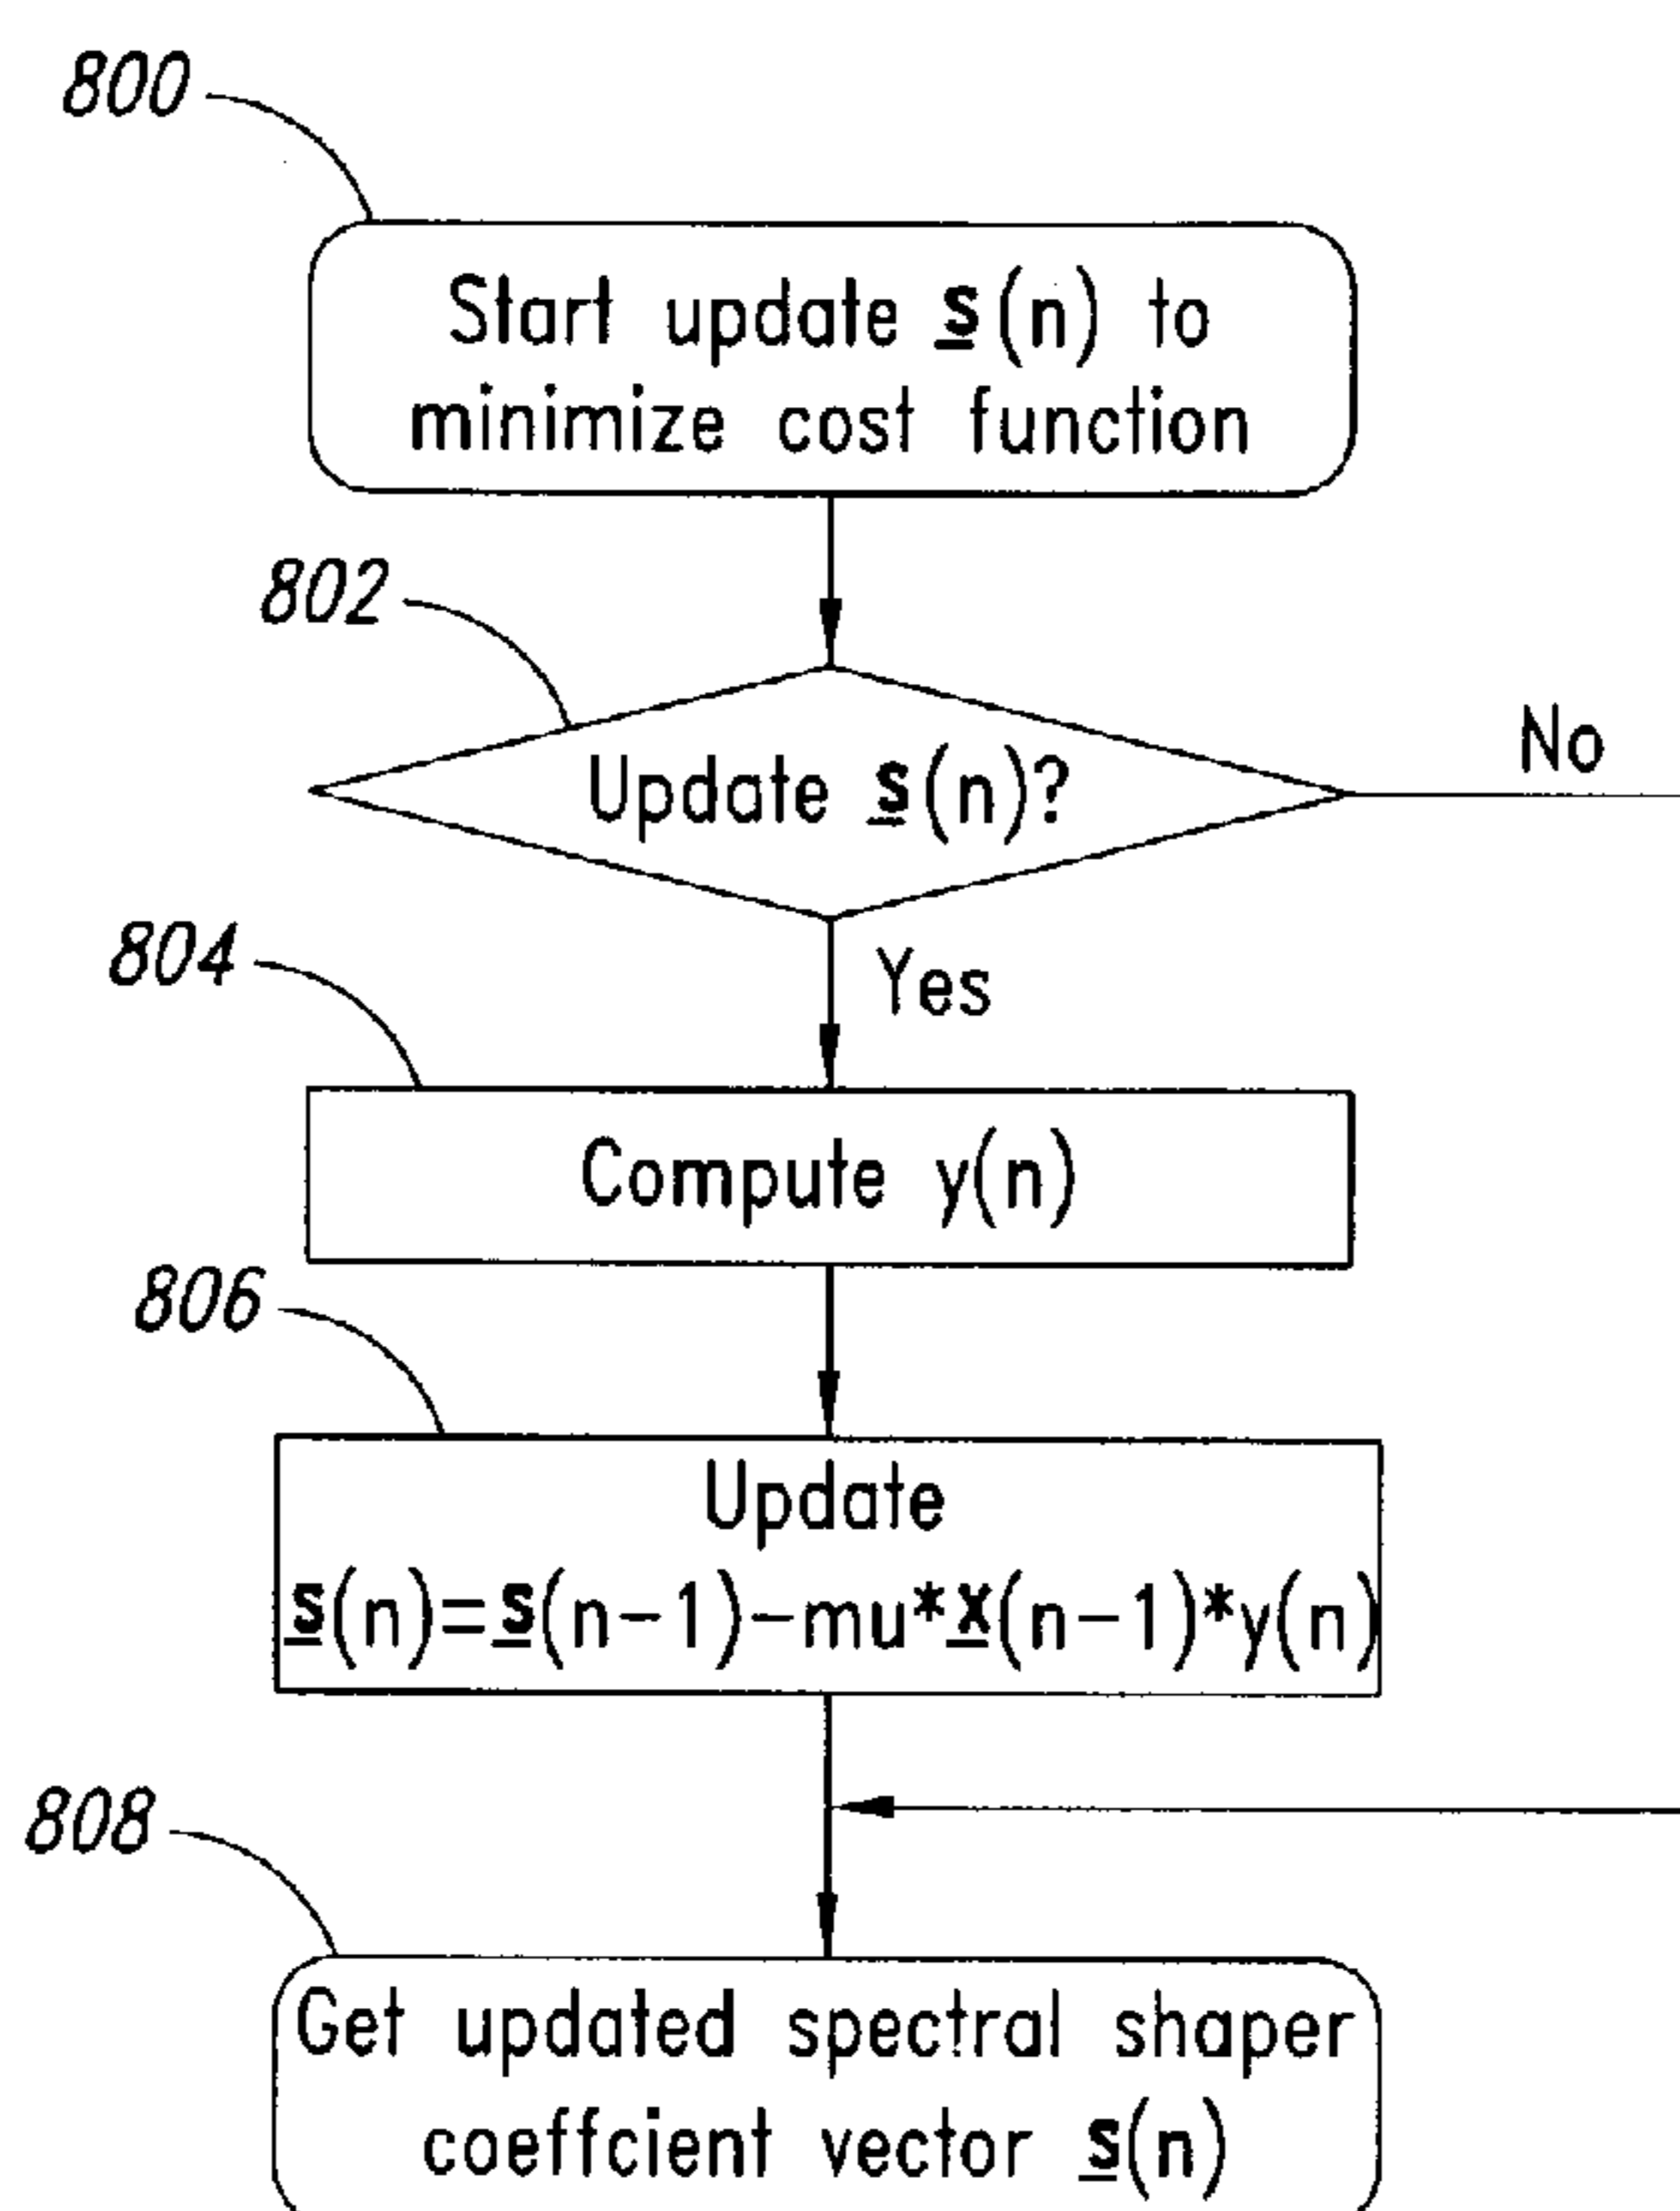 800
Start update s(n) to
minimize cost function
802
Update s(n)?
No
Yes
804
Compute y(n)
806
Update
s(n)=s(n-1)-mu*x(n-1)*y(n)
808
Get updated spectral shaper
coeffcient vector s(n)